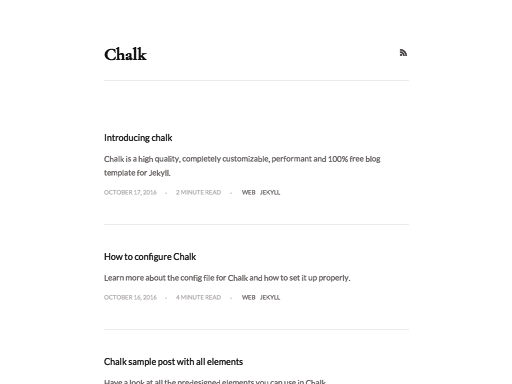 Chalk
Introducing chalk
Chalk is a high quality, completely customizable, performant and 100% free blog
template for Jekyll.
OCTOBER 17, 2016 · 2 MINUTE READ · WEB JEKYLL
How to configure Chalk
Learn more about the config file for Chalk and how to set it up properly.
OCTOBER 16, 2016 · 4 MINUTE READ · WEB JEKYLL
Chalk sample post with all elements
Have a look at all the predesigned elements you can use in Chalk.